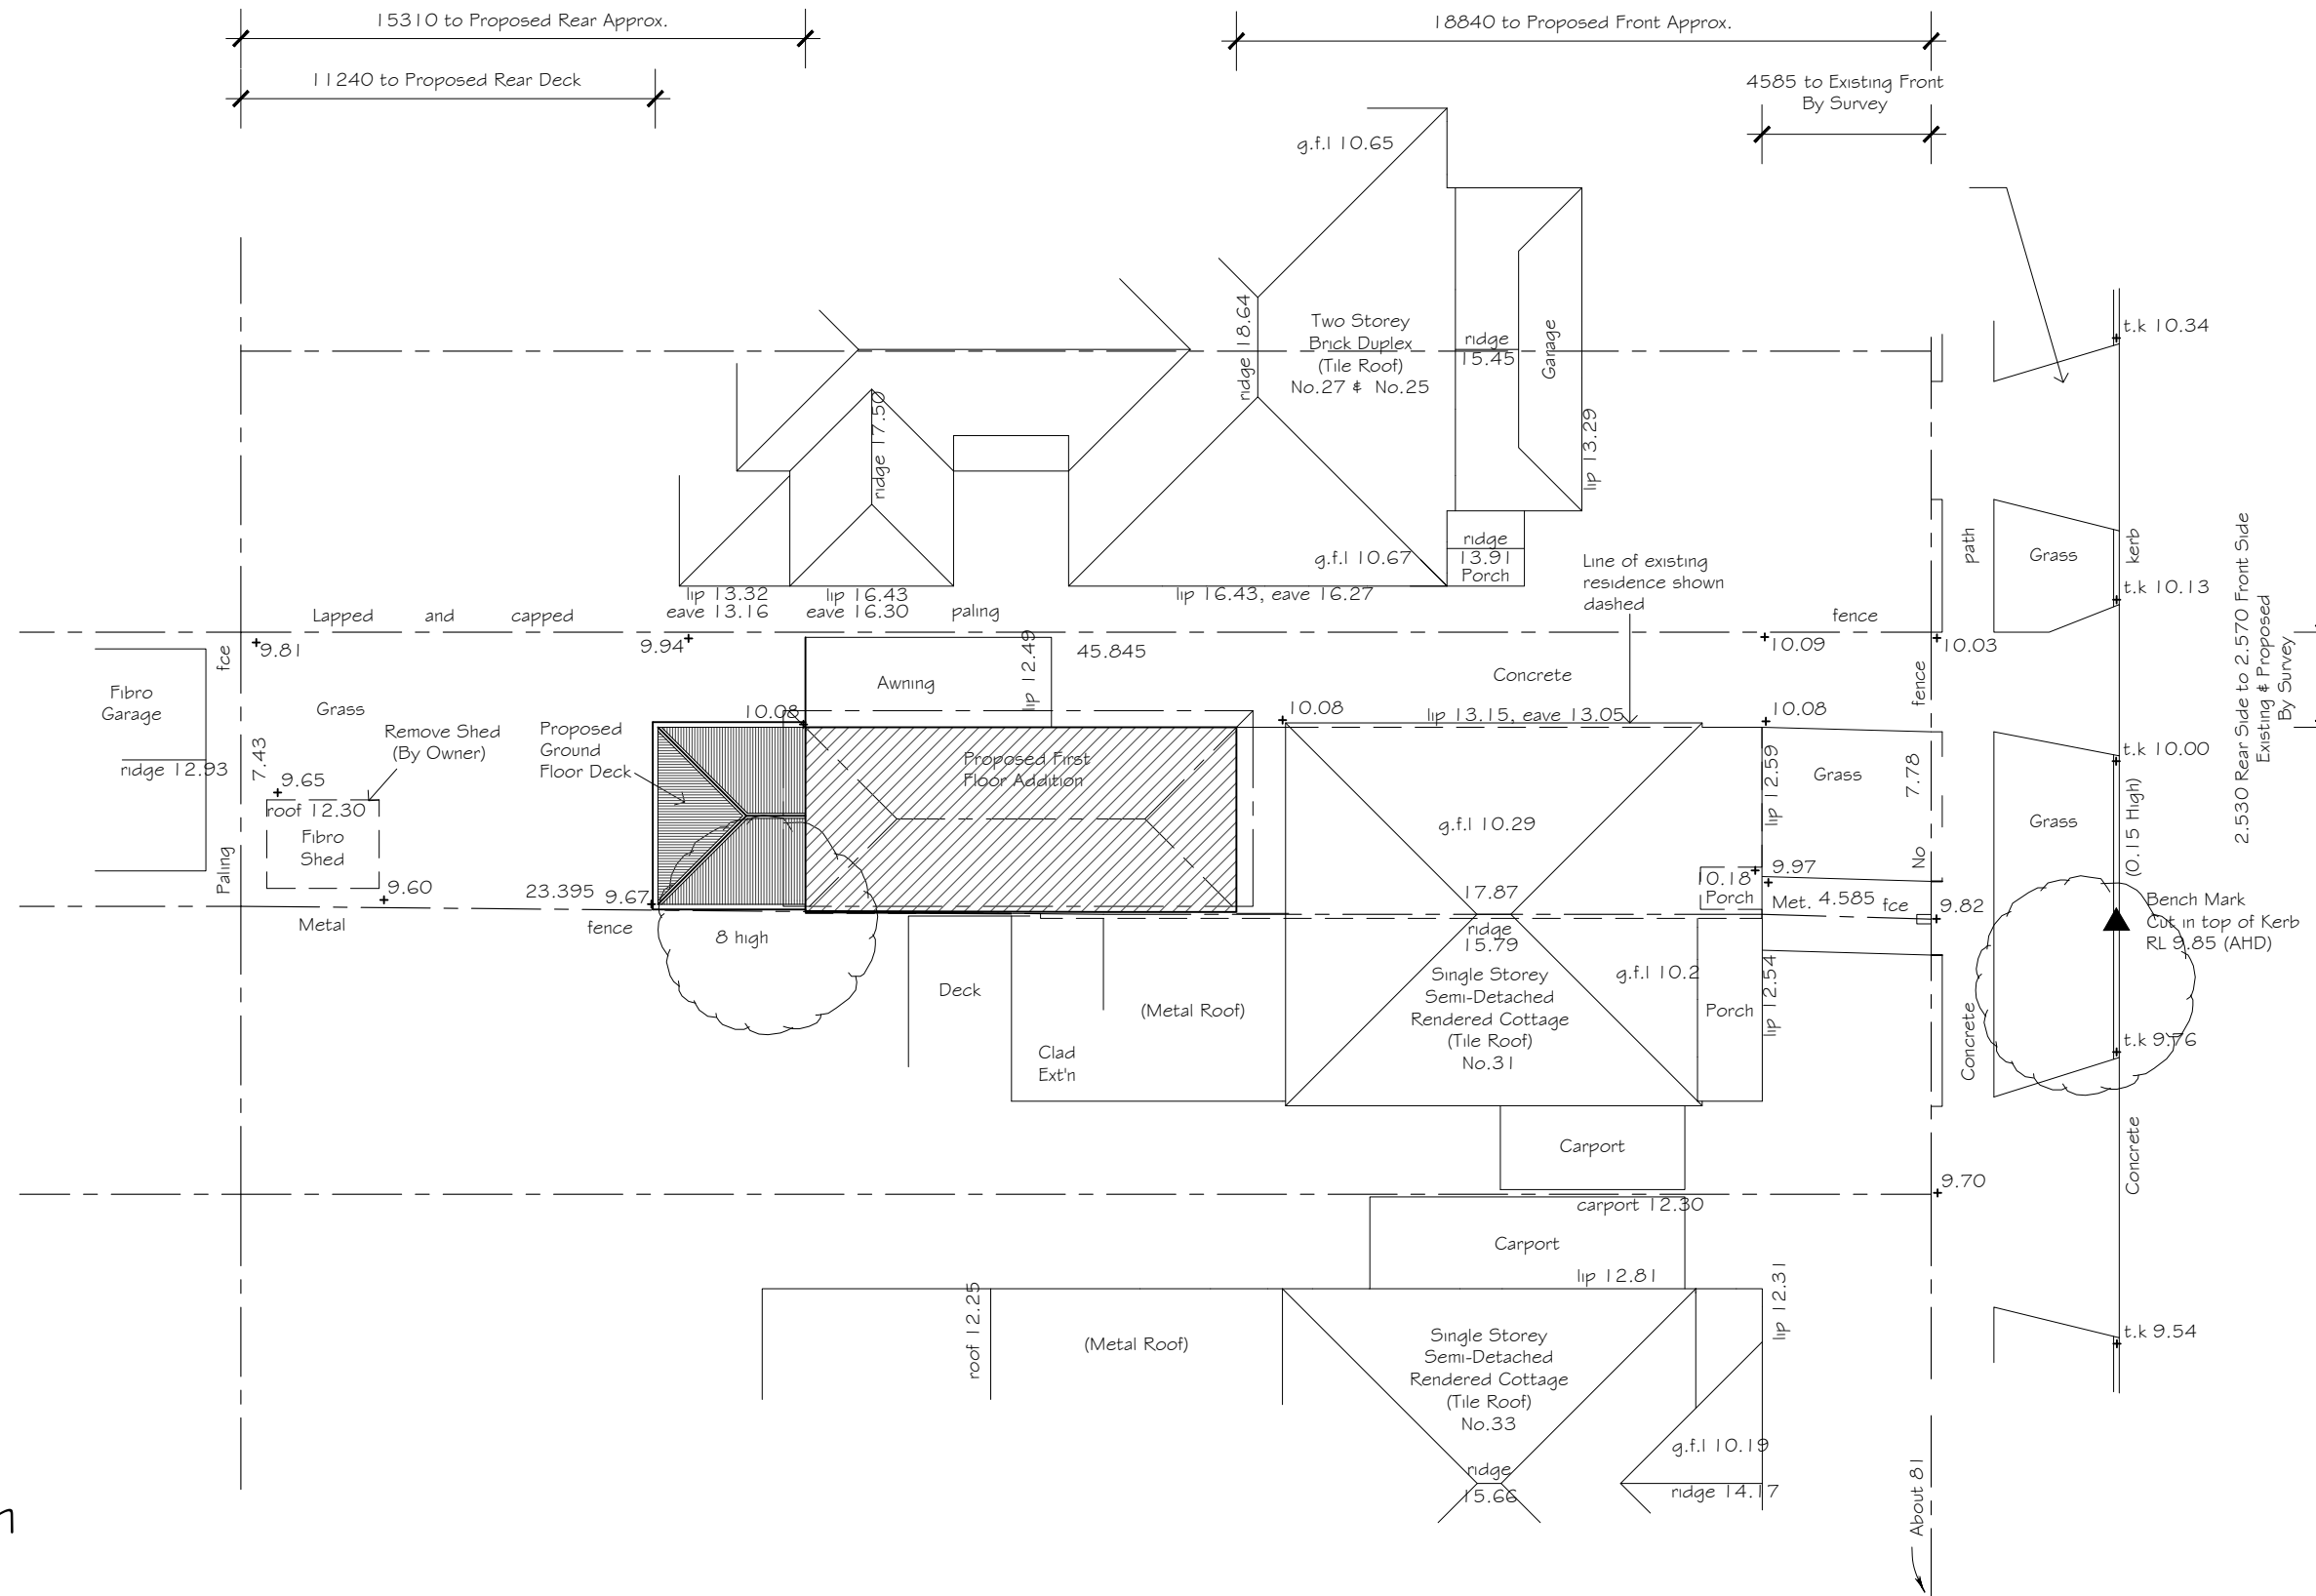 15310 to Proposed Rear Approx.
18840 to Proposed Front Approx.
11240 to Proposed Rear Deck
4585 to Existing Front
By Survey
g.f.l 10.65
ridge 18.64
Two Storey
Brick Duplex
(Tile Roof)
No.27 & No.25
ridge
15.45
Garage
lip 13.29
t.k 10.34
ridge 17.50
g.f.l 10.67
ridge
13.91
Porch
Line of existing
residence shown
dashed
path
Grass
kerb
t.k 10.13
2.530 Rear Side to 2.570 Front Side
Existing & Proposed
By Survey
lip 13.32
eave 13.16
lip 16.43
eave 16.30
lip 16.43, eave 16.27
Lapped and capped paling fence
9.81
fce
9.94
lip 12.49
45.845
10.09
10.03
Fibro
Garage
ridge 12.93
Grass
7.43
Remove Shed
(By Owner)
Proposed
Ground
Floor Deck
10.08
Awning
Proposed First
Floor Addition
10.08
Concrete
lip 13.15, eave 13.05
10.08
fence
9.65
roof 12.30
Fibro
Shed
Paling
9.60
23.395
9.67
g.f.l 10.29
lip 12.59
Grass
7.78
No
t.k 10.00
Grass
(0.15 High)
17.87
10.18
Porch
9.97
Met. 4.585 fce
9.82
Bench Mark
Cut in top of Kerb
RL 9.85 (AHD)
Metal
fence
8 high
ridge
15.79
Single Storey
Semi-Detached
Rendered Cottage
(Tile Roof)
No.31
g.f.l 10.2
Porch
lip 12.54
Deck
(Metal Roof)
Clad
Ext'n
Concrete
t.k 9.76
Carport
Concrete
9.70
carport 12.30
Carport
lip 12.81
lip 12.31
roof 12.25
(Metal Roof)
Single Storey
Semi-Detached
Rendered Cottage
(Tile Roof)
No.33
t.k 9.54
g.f.l 10.19
ridge
15.66
ridge 14.17
About 81